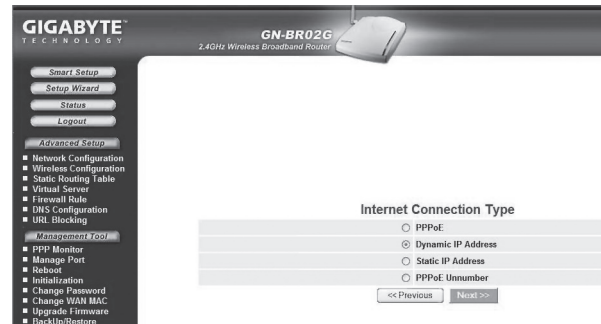 GIGABYTE™
TECHNOLOGY
GN-BR02G
2.4GHz Wireless Broadband Router
Smart Setup
Setup Wizard
Status
Logout
Advanced Setup
Network Configuration
Wireless Configuration
Static Routing Table
Virtual Server
Firewall Rule
DNS Configuration
URL Blocking
Management Tool
PPP Monitor
Manage Port
Reboot
Initialization
Change Password
Change WAN MAC
Upgrade Firmware
BackUp/Restore
Internet Connection Type
PPPoE
Dynamic IP Address
Static IP Address
PPPoE Unnumber
<< Previous
Next >>